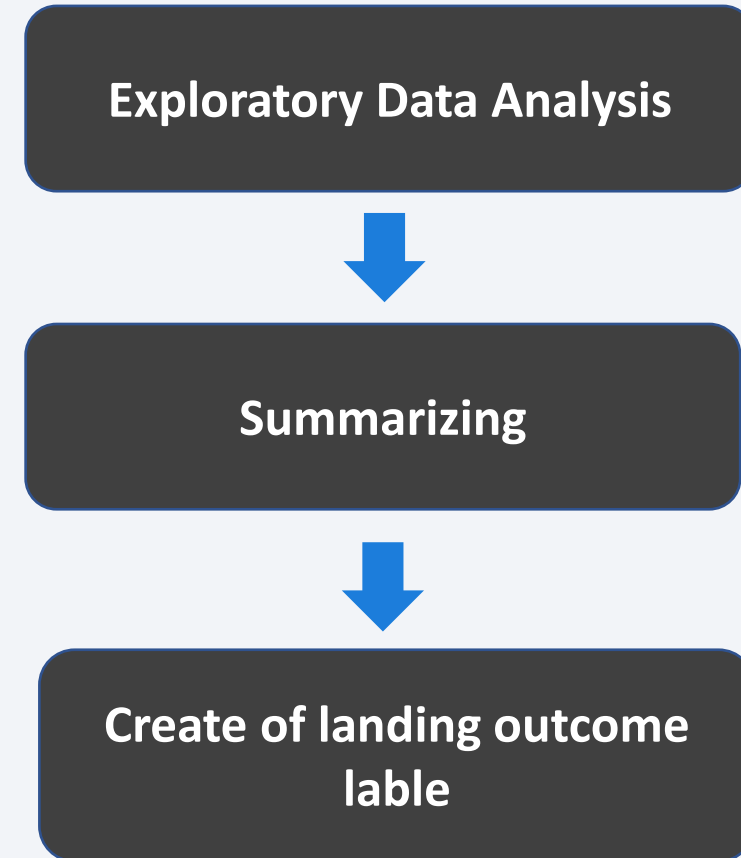 Exploratory Data Analysis
Summarizing
Create of landing outcome
lable